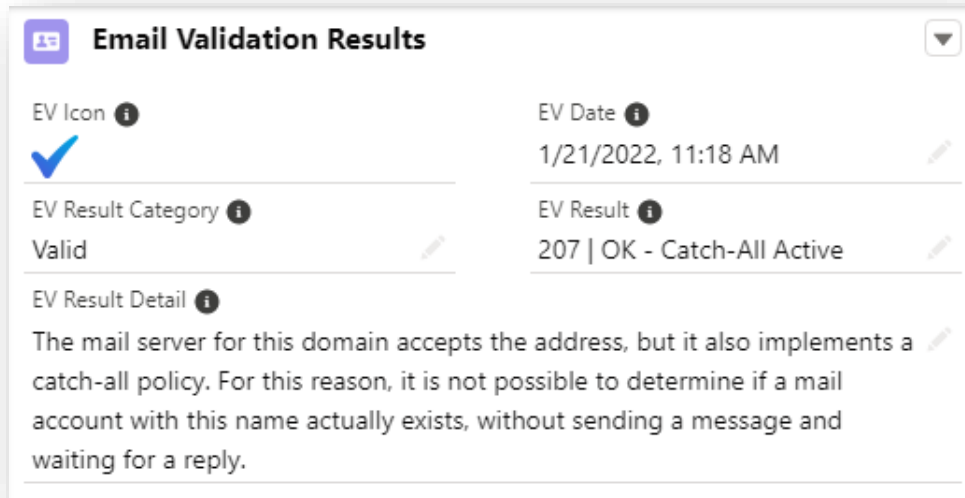 Email Validation Results
EV Icon
EV Date
1/21/2022, 11:18 AM
EV Result Category
EV Result
Valid
207 | OK - Catch-All Active
EV Result Detail
The mail server for this domain accepts the address, but it also implements a
catch-all policy. For this reason, it is not possible to determine if a mail
account with this name actually exists, without sending a message and
waiting for a reply.